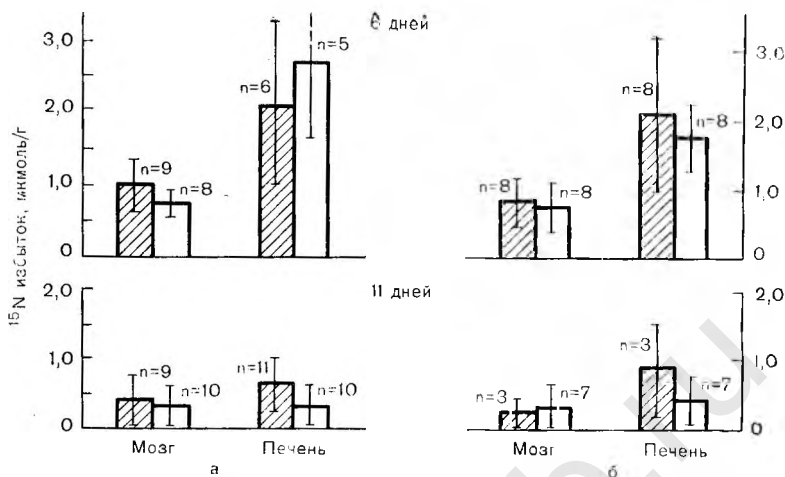 6 дней
3,0
2,0
1,0
0
n=9
n=8
n=6
n=5
n=8
n=8
n=8
n=8
3,0
2,0
1,0
0
15N избыток, мкмоль/г
11 дней
2,0
1,0
0
n=9
n=10
n=11
n=10
n=3
n=7
n=3
n=7
2,0
1,0
0
Мозг Печень Мозг Печень
а б